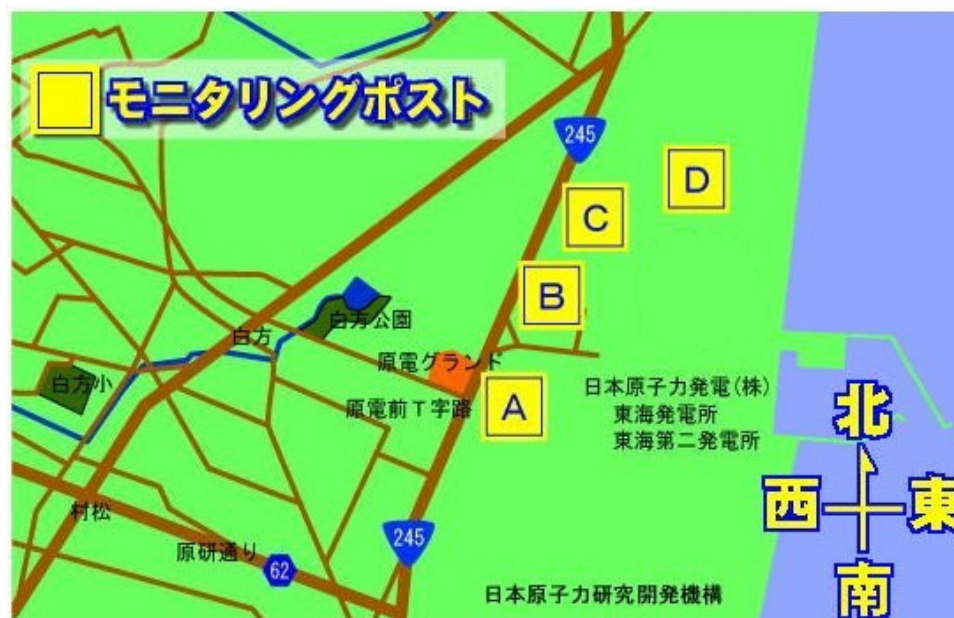 モニタリングポスト
245
D
C
B
白方公園
白方
原電グランド
白方小
日本原子力発電(株)
東海発電所
東海第二発電所
A
原電前T字路
北
西
東
南
村松
245
原研通り
62
日本原子力研究開発機構